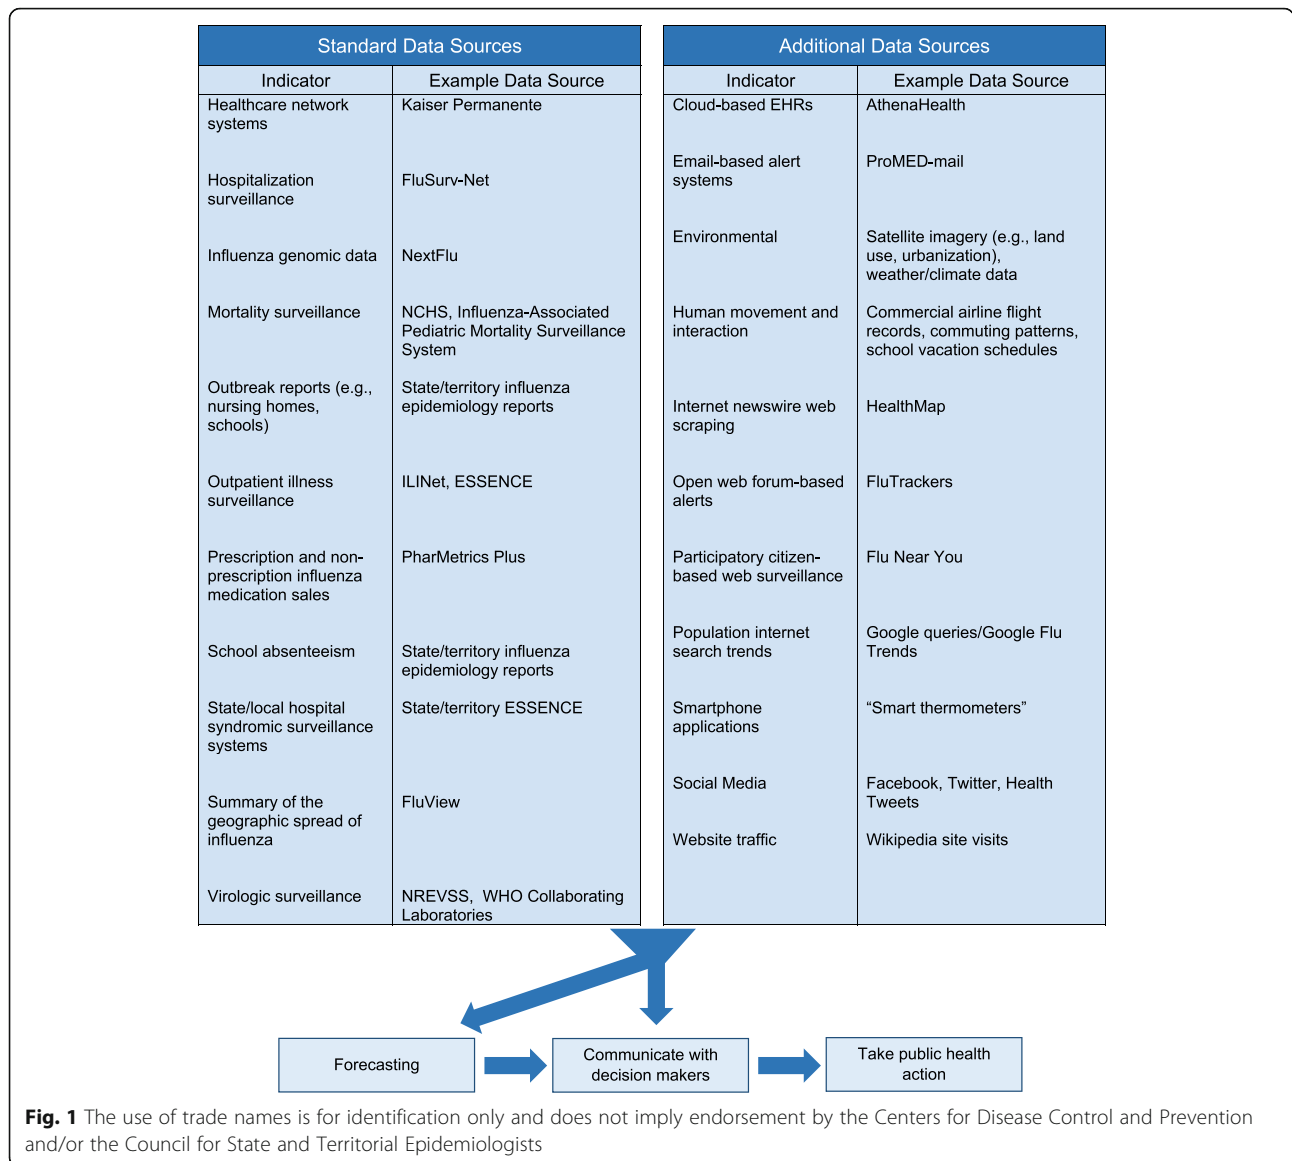 Standard Data Sources
Indicator
Example Data Source
Healthcare network
systems
Kaiser Permanente
Hospitalization
surveillance
FluSurv-Net
Influenza genomic data
NextFlu
Mortality surveillance
NCHS, Influenza-Associated
Pediatric Mortality Surveillance
System
Outbreak reports (e.g.,
nursing homes,
schools)
State/territory influenza
epidemiology reports
Outpatient illness
surveillance
ILINet, ESSENCE
Prescription and non-
prescription influenza
medication sales
PharMetrics Plus
School absenteeism
State/territory influenza
epidemiology reports
State/local hospital
syndromic surveillance
systems
State/territory ESSENCE
Summary of the
geographic spread of
influenza
FluView
Virologic surveillance
NREVSS, WHO Collaborating
Laboratories
Additional Data Sources
Indicator
Example Data Source
Cloud-based EHRs
AthenaHealth
Email-based alert
systems
ProMED-mail
Environmental
Satellite imagery (e.g., land
use, urbanization),
weather/climate data
Human movement and
interaction
Commercial airline flight
records, commuting patterns,
school vacation schedules
Internet newswire web
scraping
HealthMap
Open web forum-based
alerts
FluTrackers
Participatory citizen-
based web surveillance
Flu Near You
Population internet
search trends
Google queries/Google Flu
Trends
Smartphone
applications
“Smart thermometers”
Social Media
Facebook, Twitter, Health
Tweets
Website traffic
Wikipedia site visits
Forecasting
Communicate with
decision makers
Take public health
action
Fig. 1 The use of trade names is for identification only and does not imply endorsement by the Centers for Disease Control and Prevention
and/or the Council for State and Territorial Epidemiologists